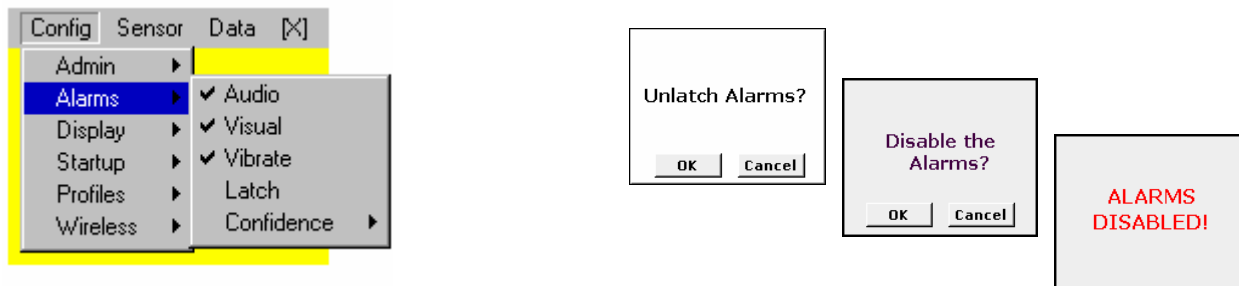 Config Sensor Data [X]
Admin
Alarms
Display
Startup
Profiles
Wireless
Audio
Visual
Vibrate
Latch
Confidence
Unlatch Alarms?
OK Cancel
Disable the
Alarms?
OK Cancel
ALARMS
DISABLED!